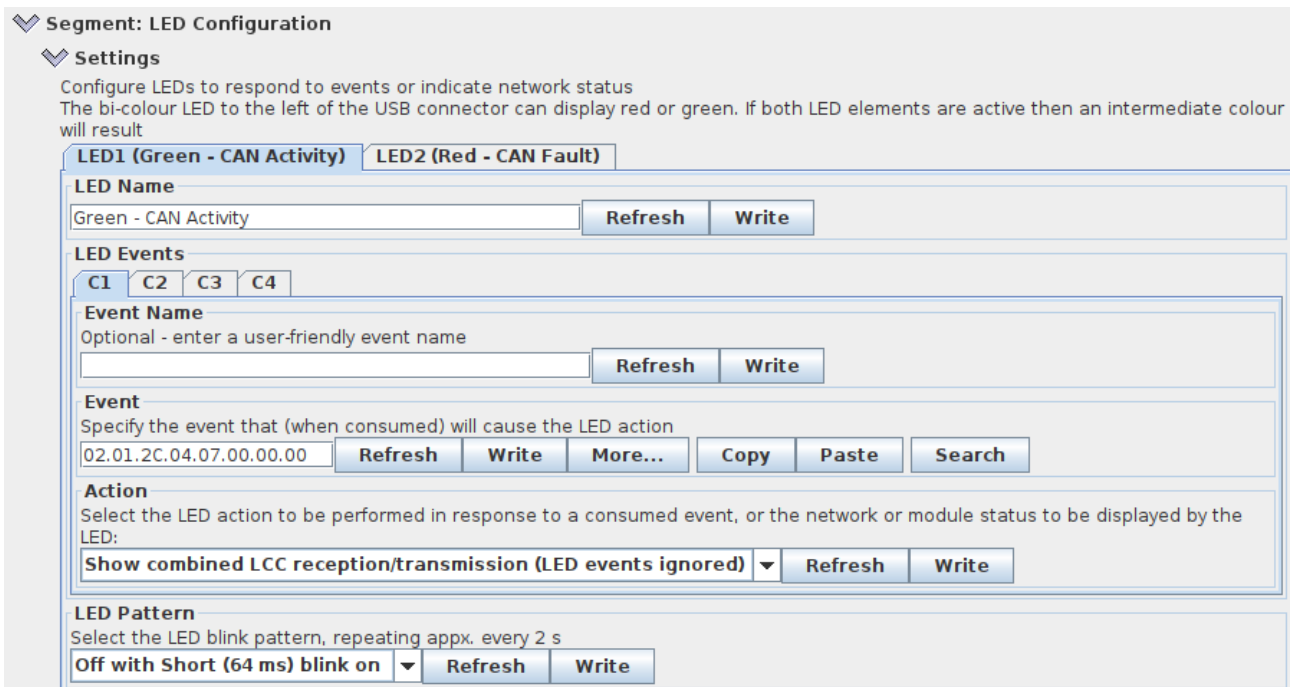 Segment: LED Configuration
Settings
Configure LEDs to respond to events or indicate network status
The bi-colour LED to the left of the USB connector can display red or green. If both LED elements are active then an intermediate colour
will result
LED1 (Green - CAN Activity) LED2 (Red - CAN Fault)
LED Name
Green - CAN Activity Refresh Write
LED Events
C1 C2 C3 C4
Event Name
Optional - enter a user-friendly event name
Refresh Write
Event
Specify the event that (when consumed) will cause the LED action
02.01.2C.04.07.00.00.00 Refresh Write More... Copy Paste Search
Action
Select the LED action to be performed in response to a consumed event, or the network or module status to be displayed by the
LED:
Show combined LCC reception/transmission (LED events ignored) Refresh Write
LED Pattern
Select the LED blink pattern, repeating appx. every 2 s
Off with Short (64 ms) blink on Refresh Write